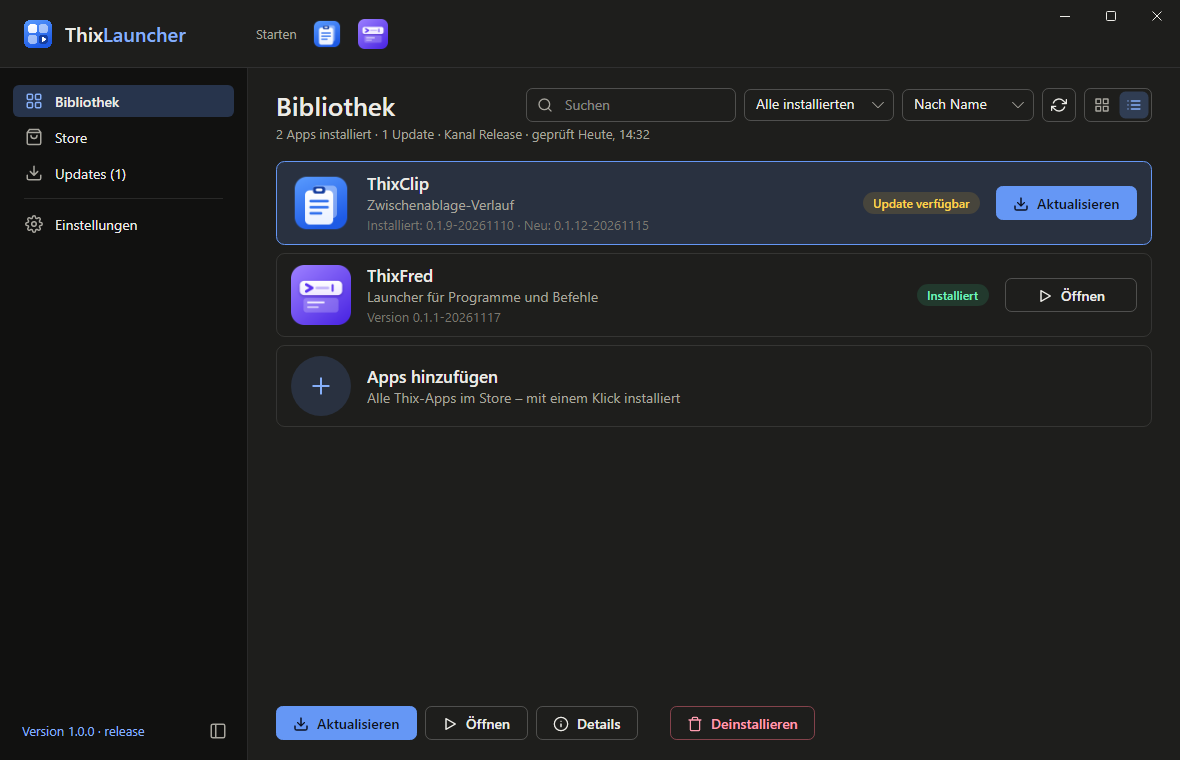 ThixLauncher
Starten
Bibliothek
Store
Updates (1)
Einstellungen
Version 1.0.0 · release
Bibliothek
Suchen
Alle installierten
Nach Name
2 Apps installiert · 1 Update · Kanal Release · geprüft Heute, 14:32
ThixClip
Zwischenablage-Verlauf
Installiert: 0.1.9-20261110 · Neu: 0.1.12-20261115
Update verfügbar
Aktualisieren
ThixFred
Launcher für Programme und Befehle
Version 0.1.1-20261117
Installiert
Öffnen
Apps hinzufügen
Alle Thix-Apps im Store – mit einem Klick installiert
Aktualisieren
Öffnen
Details
Deinstallieren